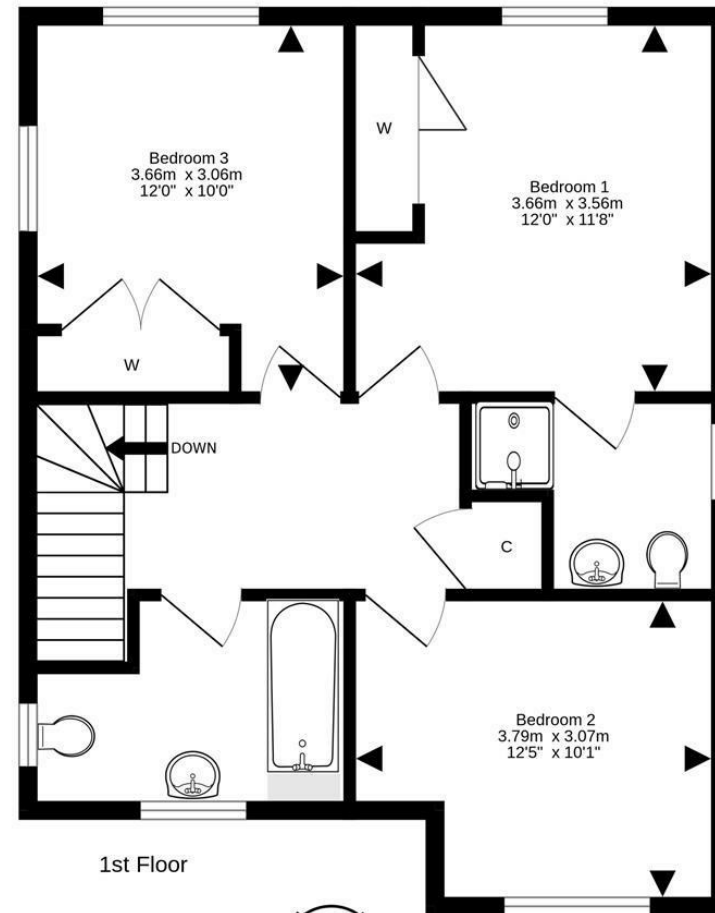 Bedroom 3
3.66m x 3.06m
12'0" x 10'0"
W
Bedroom 1
3.66m x 3.56m
12'0" x 11'8"
W
DOWN
C
Bedroom 2
3.79m x 3.07m
12'5" x 10'1"
1st Floor